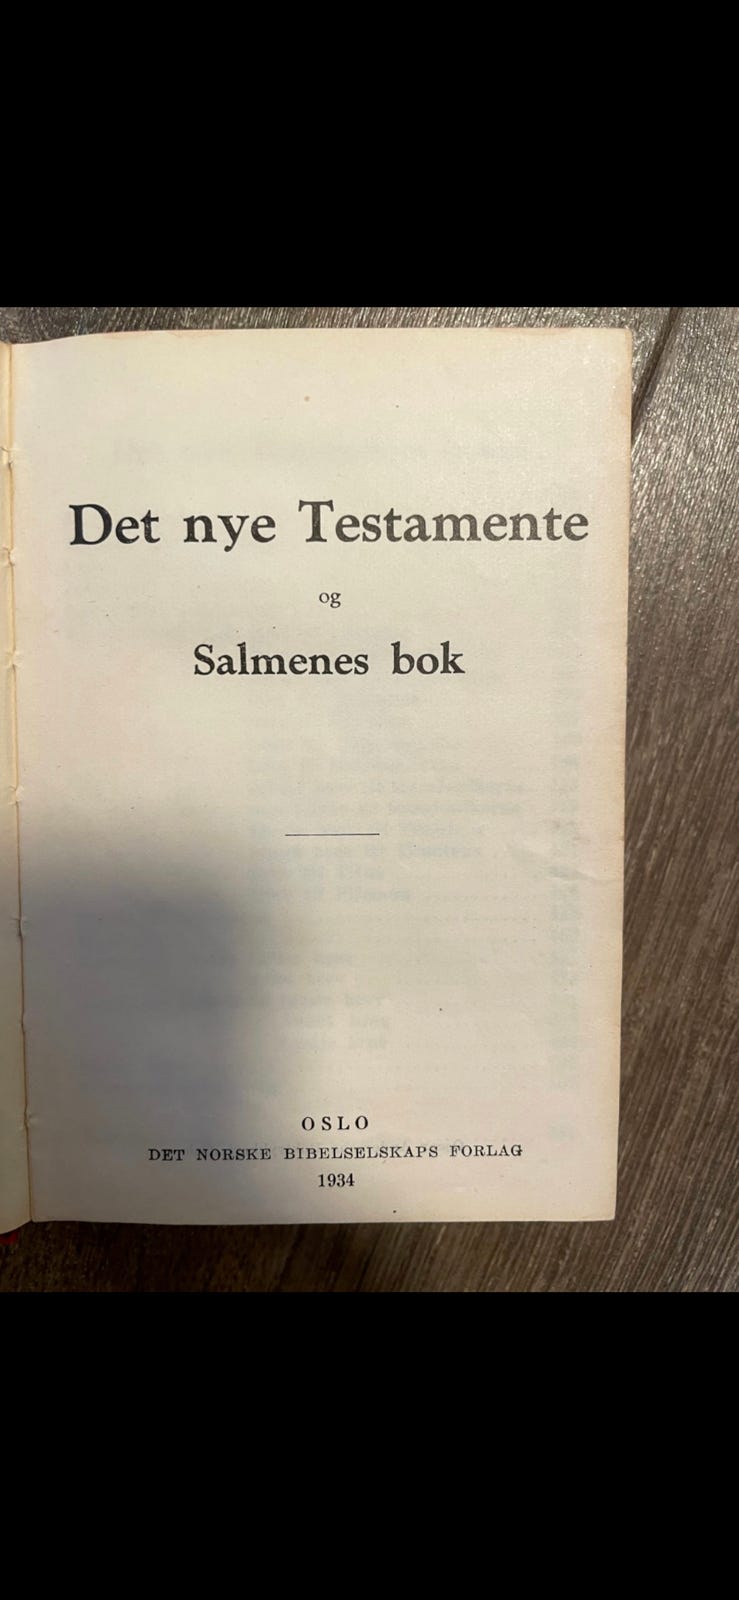 Det nye Testamente
og
Salmenes bok
OSLO
DET NORSKE BIBELSELSKAPS FORLAG
1934